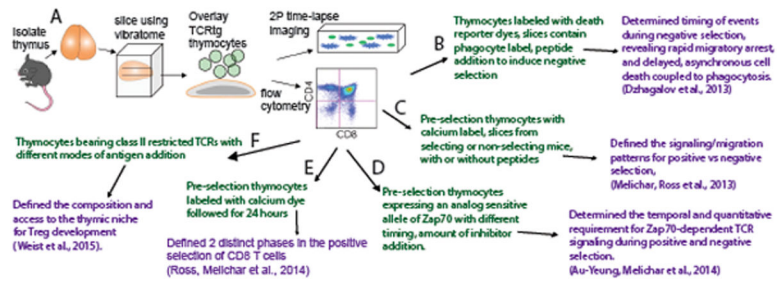 A
Isolate
thymus
slice using
vibratome
Overlay
TCRtg
thymocytes
2P time-lapse
imaging
flow
cytometry
CD4
CD8
B
Thymocytes labeled with death
reporter dyes, slices contain
phagocyte label, peptide
addition to induce negative
selection
Determined timing of events
during negative selection,
revealing rapid migratory arrest,
and delayed, asynchronous cell
death coupled to phagocytosis.
(Dzhagalov et al., 2013)
C
Pre-selection thymocytes with
calcium label, slices from
selecting or non-selecting mice,
with or without peptides
Defined the signaling/migration
patterns for positive vs negative
selection,
(Melichar, Ross et al., 2013)
D
Pre-selection thymocytes
expressing an analog sensitive
allele of Zap70 with different
timing, amount of inhibitor
addition.
Determined the temporal and quantitative
requirement for Zap70-dependent TCR
signaling during positive and negative
selection.
(Au-Yeung, Melichar et al., 2014)
E
Pre-selection thymocytes
labeled with calcium dye
followed for 24 hours
Defined 2 distinct phases in the positive
selection of CD8 T cells
(Ross, Melichar et al., 2014)
F
Thymocytes bearing class II restricted TCRs with
different modes of antigen addition
Defined the composition and
access to the thymic niche
for Treg development
(Weist et al., 2015).